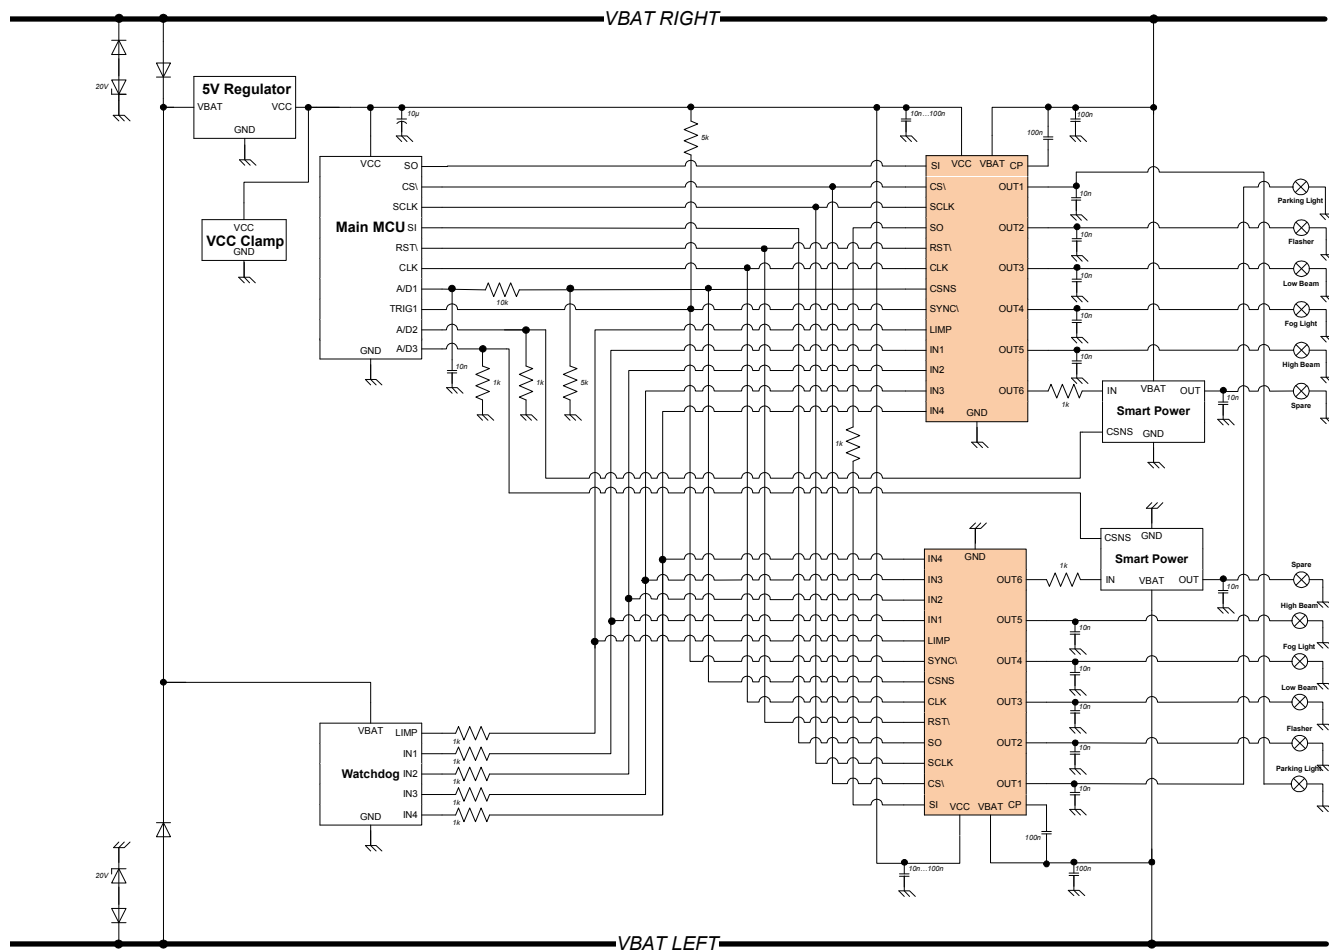 VBAT RIGHT
20V
5V Regulator
VBAT VCC
GND
10µ
5k
10n...100n
100n
100n
VCC
VCC Clamp
GND
VCC
Main MCU
SO
CS\
SCLK
SI
RST\
CLK
A/D1
TRIG1
A/D2
A/D3
GND
10k
10n
1k
1k
5k
VCC VBAT CP
SI
CS\
SCLK
SO
RST\
CLK
CSNS
SYNC\
LIMP
IN1
IN2
IN3
IN4
OUT1
OUT2
OUT3
OUT4
OUT5
OUT6
GND
10n
10n
10n
10n
10n
1k
1k
IN VBAT OUT
Smart Power
CSNS GND
10n
Parking Light
Flasher
Low Beam
Fog Light
High Beam
Spare
CSNS GND
Smart Power
IN VBAT OUT
10n
1k
GND
IN4
IN3
IN2
IN1
LIMP
SYNC\
CSNS
CLK
RST\
SO
SCLK
CS\
SI
VCC VBAT CP
OUT6
OUT5
OUT4
OUT3
OUT2
OUT1
10n
10n
10n
10n
10n
Spare
High Beam
Fog Light
Low Beam
Flasher
Parking Light
VBAT
Watchdog
LIMP
IN1
IN2
IN3
IN4
GND
1k
1k
1k
1k
1k
100n
10n...100n
100n
20V
VBAT LEFT